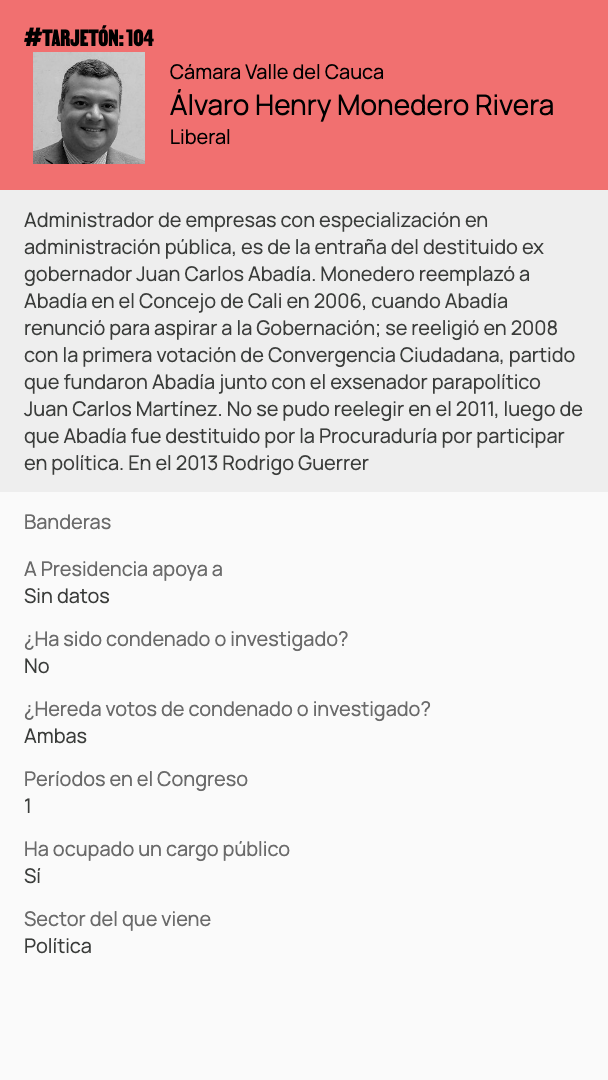 #TARJETÓN: 104
Cámara Valle del Cauca
Álvaro Henry Monedero Rivera
Liberal
Administrador de empresas con especialización en
administración pública, es de la entraña del destituido ex
gobernador Juan Carlos Abadía. Monedero reemplazó a
Abadía en el Concejo de Cali en 2006, cuando Abadía
renunció para aspirar a la Gobernación; se reeligió en 2008
con la primera votación de Convergencia Ciudadana, partido
que fundaron Abadía junto con el exsenador parapolítico
Juan Carlos Martínez. No se pudo reelegir en el 2011, luego de
que Abadía fue destituido por la Procuraduría por participar
en política. En el 2013 Rodrigo Guerrer
Banderas
A Presidencia apoya a
Sin datos
¿Ha sido condenado o investigado?
No
¿Hereda votos de condenado o investigado?
Ambas
Períodos en el Congreso
1
Ha ocupado un cargo público
Sí
Sector del que viene
Política